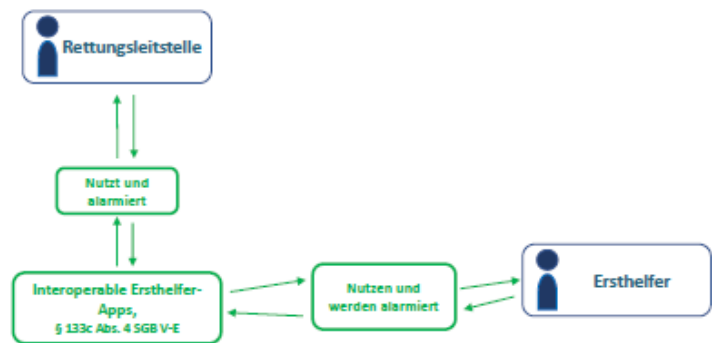 Rettungsleitstelle
Nutzt und
alarmiert
Interoperable Ersthelfer-
Apps,
§ 133c Abs. 4 SGB V-E
Nutzen und
werden alarmiert
Ersthelfer